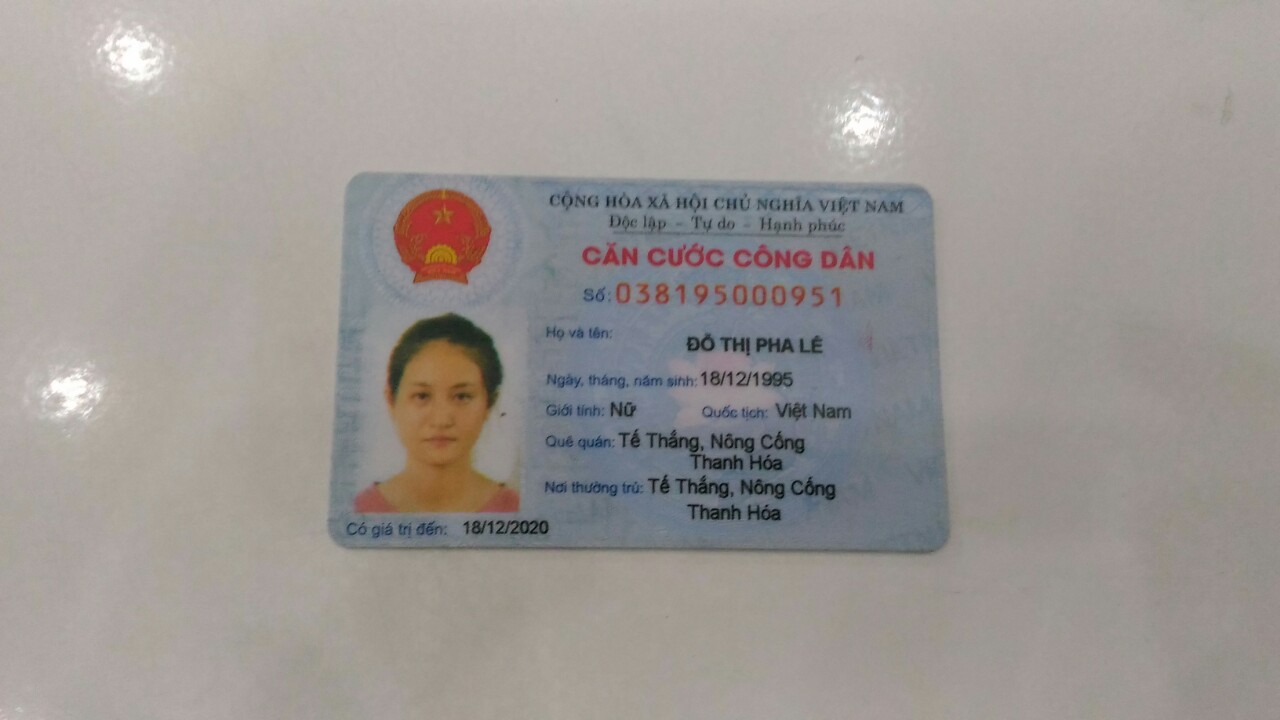 CỘNG HÒA XÃ HỘI CHỦ NGHĨA VIỆT NAM
Độc lập - Tự do - Hạnh phúc
CĂN CƯỚC CÔNG DÂN
Số: 038195000951
Họ và tên:
ĐỖ THỊ PHA LÊ
Ngày, tháng, năm sinh: 18/12/1995
Giới tính: Nữ Quốc tịch: Việt Nam
Quê quán: Tế Thắng, Nông Cống
Thanh Hóa
Nơi thường trú: Tế Thắng, Nông Cống
Thanh Hóa
Có giá trị đến: 18/12/2020